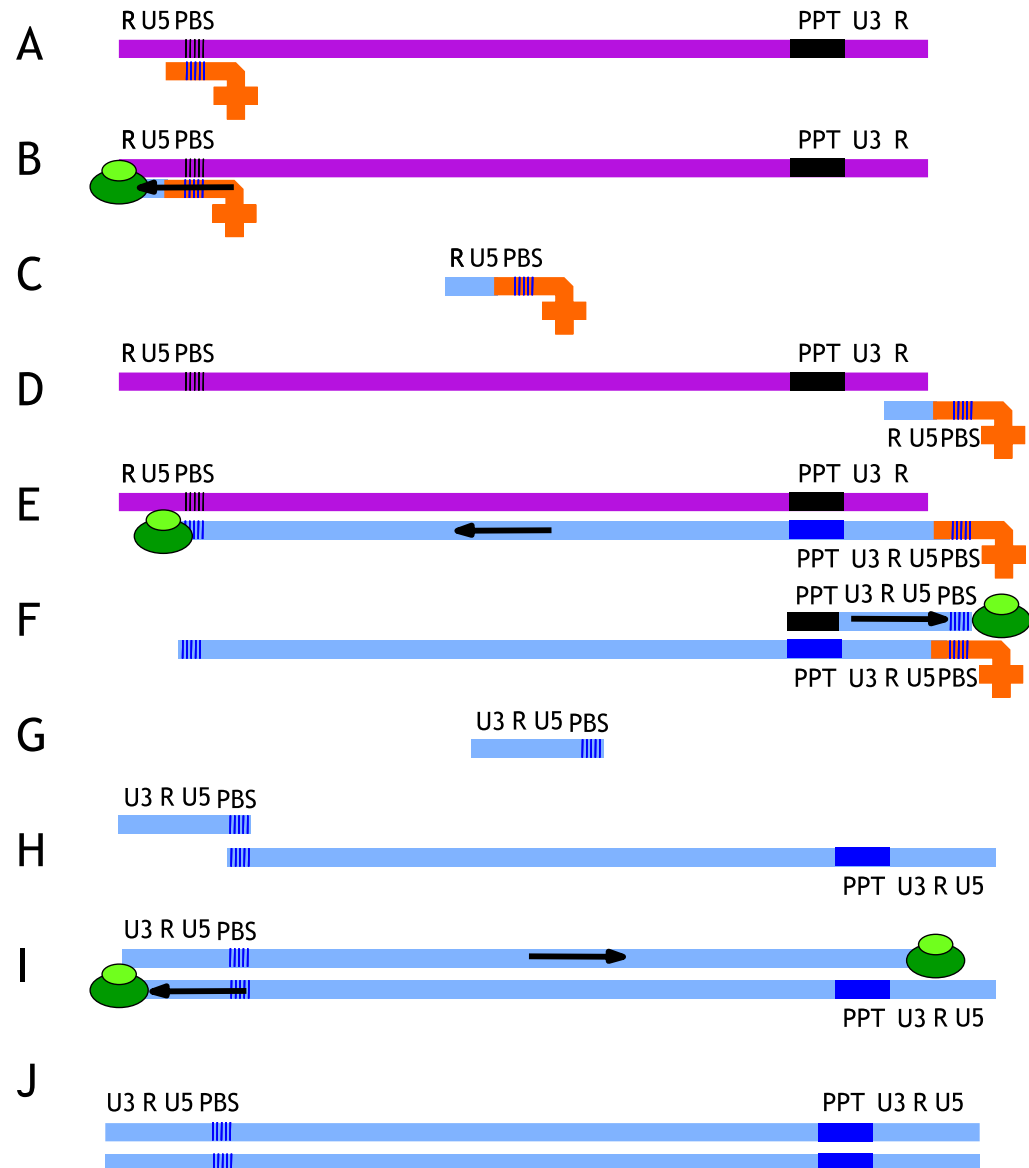 R U5 PBS PPT U3 R
A
R U5 PBS PPT U3 R
B
R U5 PBS
C
R U5 PBS PPT U3 R
D
R U5 PBS
R U5 PBS PPT U3 R
E
PPT U3 R U5 PBS
PPT U3 R U5 PBS
F
PPT U3 R U5 PBS
U3 R U5 PBS
G
U3 R U5 PBS
H
PPT U3 R U5
U3 R U5 PBS
I
PPT U3 R U5
J
U3 R U5 PBS PPT U3 R U5